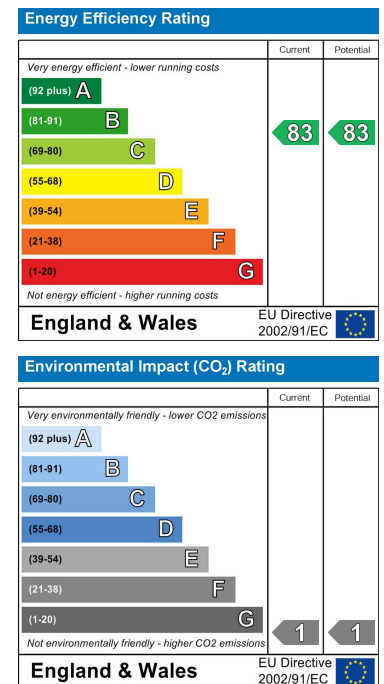 Energy Efficiency Rating
Current Potential
Very energy efficient - lower running costs
(92 plus) A
(81-91) B
83 83
(69-80) C
(55-68) D
(39-54) E
(21-38) F
(1-20) G
Not energy efficient - higher running costs
England & Wales
EU Directive
2002/91/EC
Environmental Impact (CO₂) Rating
Current Potential
Very environmentally friendly - lower CO2 emissions
(92 plus) A
(81-91) B
(69-80) C
(55-68) D
(39-54) E
(21-38) F
(1-20) G
1 1
Not environmentally friendly - higher CO2 emissions
England & Wales
EU Directive
2002/91/EC